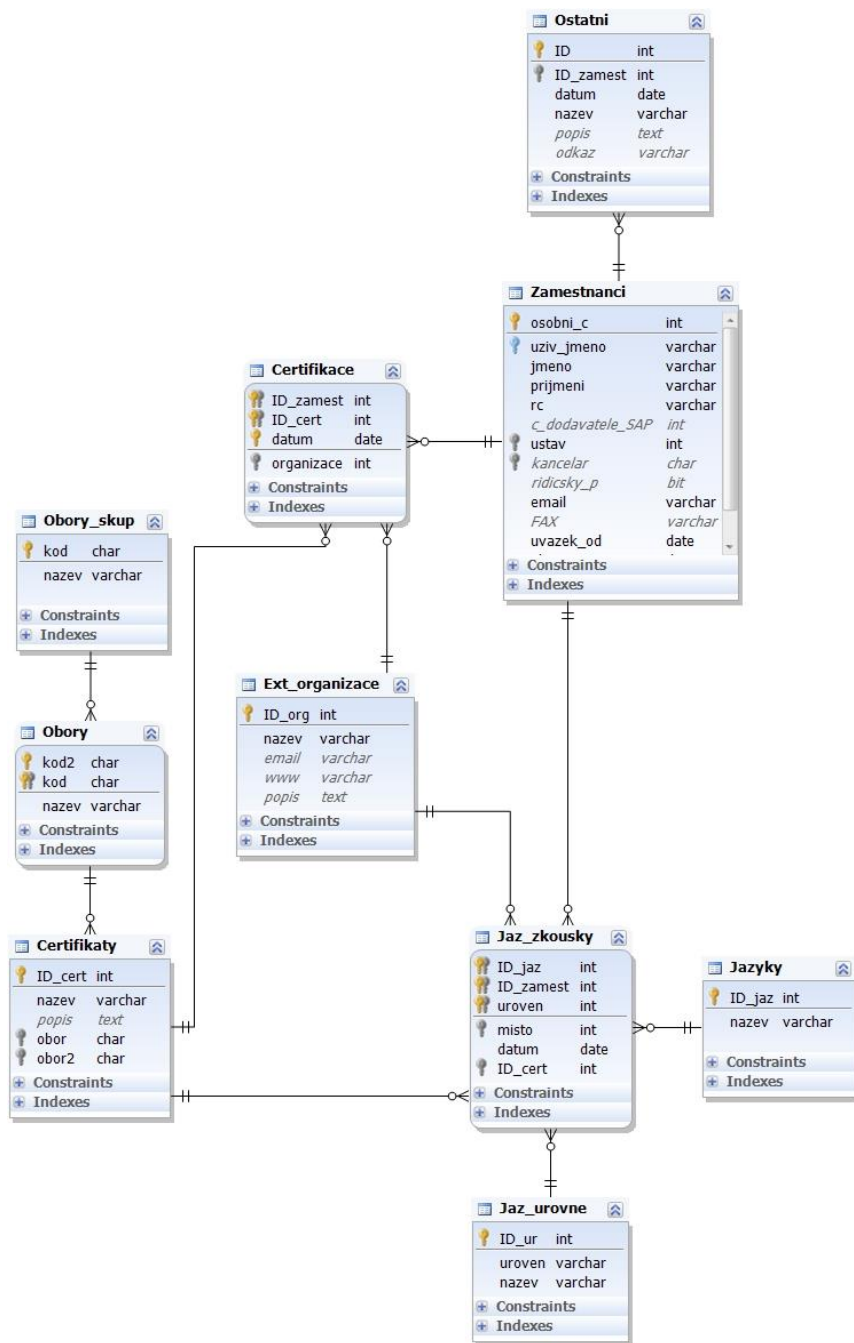 Ostatni
ID int
ID_zamest int
datum date
nazev varchar
popis text
odkaz varchar
Constraints
Indexes
Zamestnanci
osobni_c int
uziv_jmeno varchar
jmeno varchar
prijmeni varchar
rc varchar
c_dodavatele_SAP int
ustav int
kancelar char
ridicsky_p bit
email varchar
FAX varchar
uvazek_od date
Constraints
Indexes
Certifikace
ID_zamest int
ID_cert int
datum date
organizace int
Constraints
Indexes
Obory_skup
kod char
nazev varchar
Constraints
Indexes
Ext_organizace
ID_org int
nazev varchar
email varchar
www varchar
popis text
Constraints
Indexes
Obory
kod2 char
kod char
nazev varchar
Constraints
Indexes
Certifikaty
ID_cert int
nazev varchar
popis text
obor char
obor2 char
Constraints
Indexes
Jaz_zkousky
ID_jaz int
ID_zamest int
uroven int
misto int
datum date
ID_cert int
Constraints
Indexes
Jazyky
ID_jaz int
nazev varchar
Constraints
Indexes
Jaz_urovne
ID_ur int
uroven varchar
nazev varchar
Constraints
Indexes